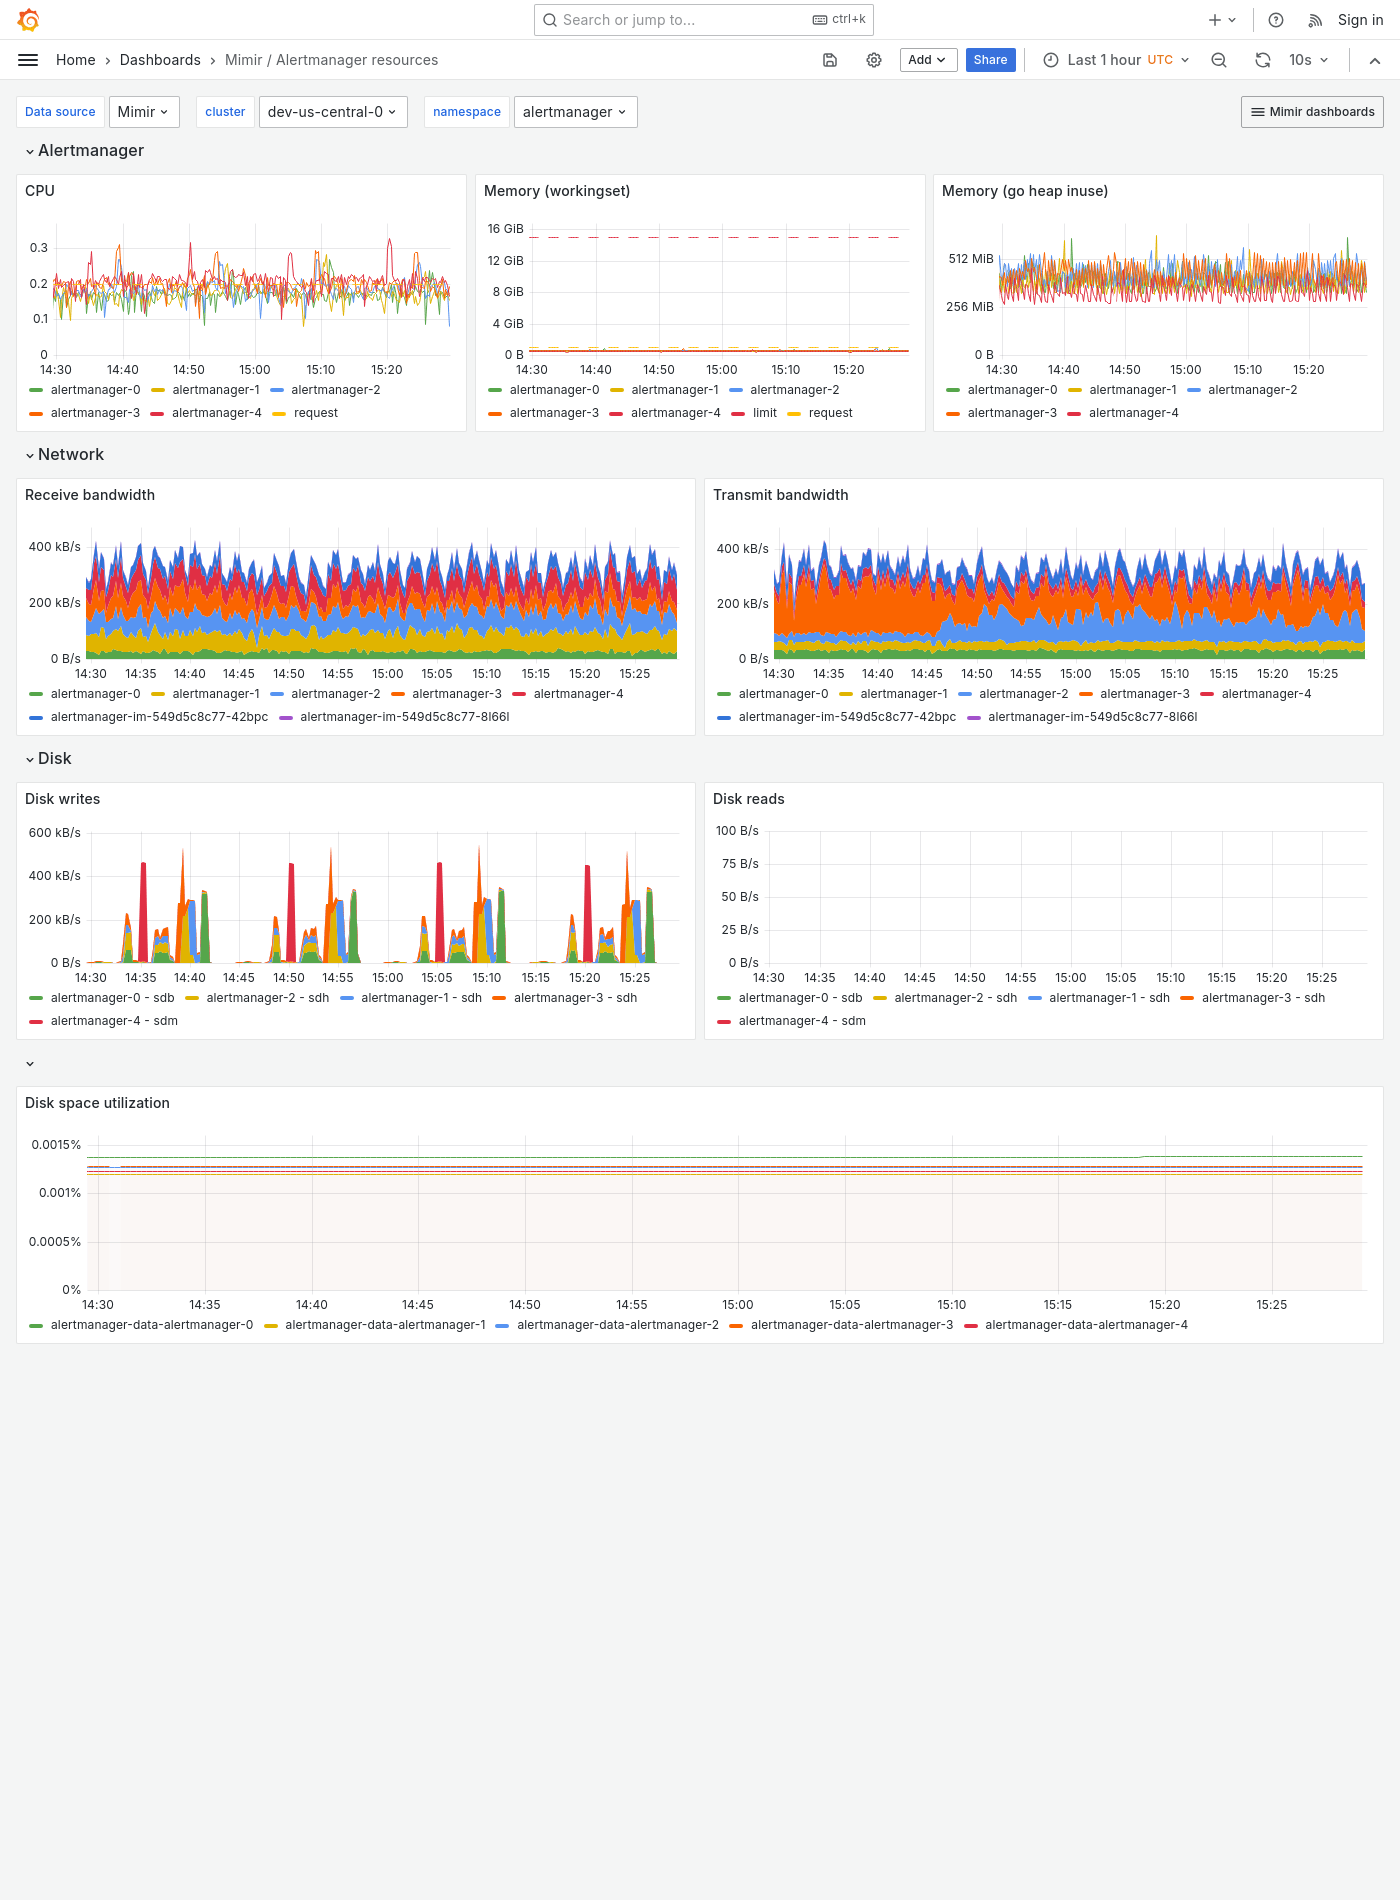 Search or jump to... ctrl+k Sign in
Home › Dashboards › Mimir / Alertmanager resources Add Share Last 1 hour UTC 10s
Data source Mimir cluster dev-us-central-0 namespace alertmanager Mimir dashboards
Alertmanager
CPU
0.3
0.2
0.1
0
14:30 14:40 14:50 15:00 15:10 15:20
alertmanager-0 alertmanager-1 alertmanager-2
alertmanager-3 alertmanager-4 request
Memory (workingset)
16 GiB
12 GiB
8 GiB
4 GiB
0 B
14:30 14:40 14:50 15:00 15:10 15:20
alertmanager-0 alertmanager-1 alertmanager-2
alertmanager-3 alertmanager-4 limit request
Memory (go heap inuse)
512 MiB
256 MiB
0 B
14:30 14:40 14:50 15:00 15:10 15:20
alertmanager-0 alertmanager-1 alertmanager-2
alertmanager-3 alertmanager-4
Network
Receive bandwidth
400 kB/s
200 kB/s
0 B/s
14:30 14:35 14:40 14:45 14:50 14:55 15:00 15:05 15:10 15:15 15:20 15:25
alertmanager-0 alertmanager-1 alertmanager-2 alertmanager-3 alertmanager-4
alertmanager-im-549d5c8c77-42bpc alertmanager-im-549d5c8c77-8l66l
Transmit bandwidth
400 kB/s
200 kB/s
0 B/s
14:30 14:35 14:40 14:45 14:50 14:55 15:00 15:05 15:10 15:15 15:20 15:25
alertmanager-0 alertmanager-1 alertmanager-2 alertmanager-3 alertmanager-4
alertmanager-im-549d5c8c77-42bpc alertmanager-im-549d5c8c77-8l66l
Disk
Disk writes
600 kB/s
400 kB/s
200 kB/s
0 B/s
14:30 14:35 14:40 14:45 14:50 14:55 15:00 15:05 15:10 15:15 15:20 15:25
alertmanager-0 - sdb alertmanager-2 - sdh alertmanager-1 - sdh alertmanager-3 - sdh
alertmanager-4 - sdm
Disk reads
100 B/s
75 B/s
50 B/s
25 B/s
0 B/s
14:30 14:35 14:40 14:45 14:50 14:55 15:00 15:05 15:10 15:15 15:20 15:25
alertmanager-0 - sdb alertmanager-2 - sdh alertmanager-1 - sdh alertmanager-3 - sdh
alertmanager-4 - sdm
Disk space utilization
0.0015%
0.001%
0.0005%
0%
14:30 14:35 14:40 14:45 14:50 14:55 15:00 15:05 15:10 15:15 15:20 15:25
alertmanager-data-alertmanager-0 alertmanager-data-alertmanager-1 alertmanager-data-alertmanager-2 alertmanager-data-alertmanager-3 alertmanager-data-alertmanager-4